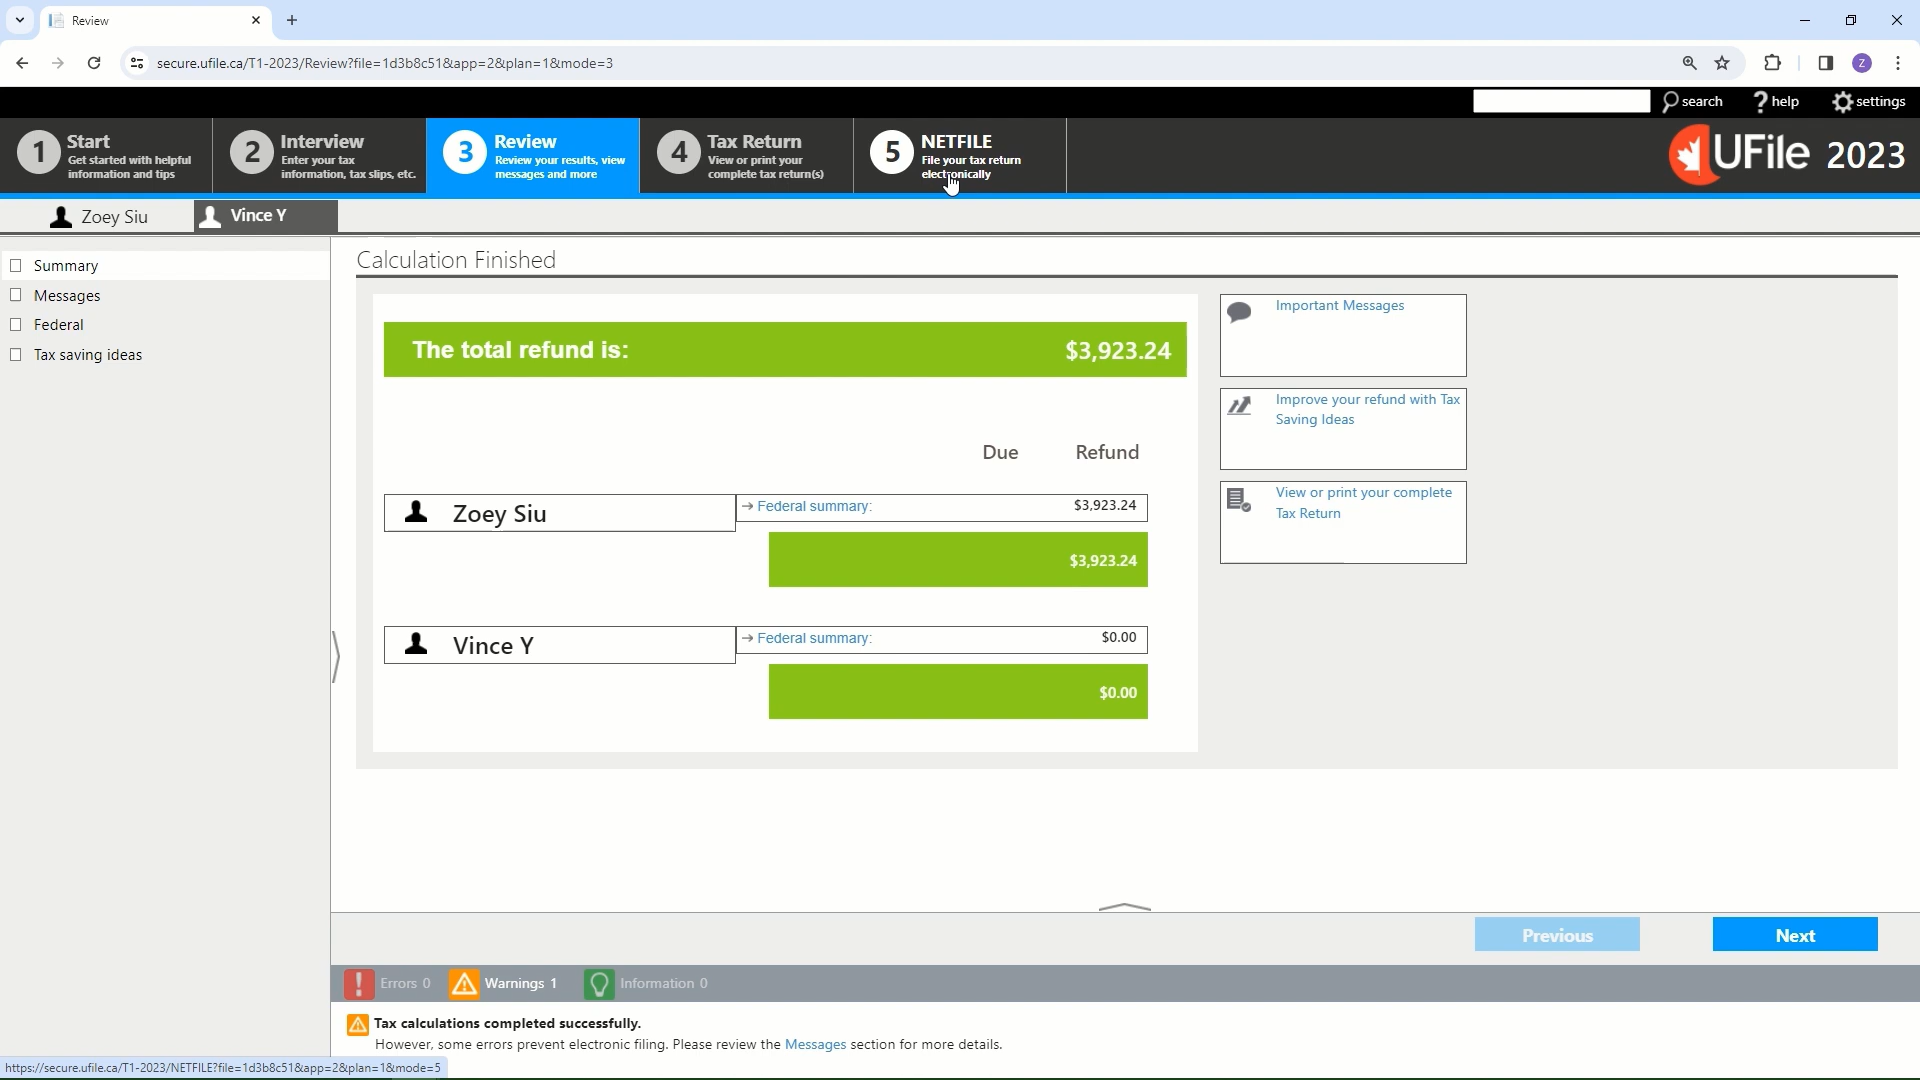 Review
secure.ufile.ca/T1-2023/Review?file=1d3b8c51&app=2&plan=1&mode=3
Z
search
help
settings
1
Start
Get started with helpful
information and tips
2
Interview
Enter your tax
information, tax slips, etc.
3
Review
Review your results, view
messages and more
4
Tax Return
View or print your
complete tax return(s)
5
NETFILE
File your tax return
electronically
UFile 2023
Zoey Siu
Vince Y
Summary
Messages
Federal
Tax saving ideas
Calculation Finished
The total refund is: $3,923.24
Due Refund
Zoey Siu
Federal summary: $3,923.24
$3,923.24
Vince Y
Federal summary: $0.00
$0.00
Important Messages
Improve your refund with Tax
Saving Ideas
View or print your complete
Tax Return
Previous
Next
Errors 0
Warnings 1
Information 0
Tax calculations completed successfully.
However, some errors prevent electronic filing. Please review the Messages section for more details.
https://secure.ufile.ca/T1-2023/NETFILE?file=1d3b8c51&app=2&plan=1&mode=5